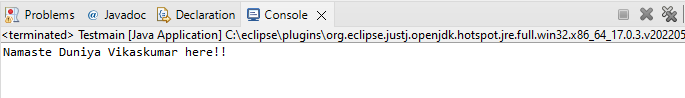 Problems @ Javadoc Declaration Console
<terminated> Testmain [Java Application] C:\eclipse\plugins\org.eclipse.justj.openjdk.hotspot.jre.full.win32.x86_64_17.0.3.v202205
Namaste Duniya Vikaskumar here!!